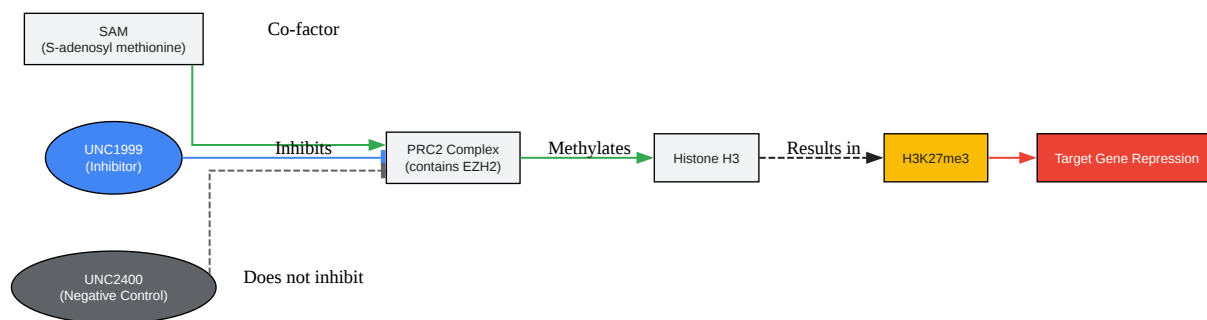 SAM
(S-adenosyl methionine)
Co-factor
UNC1999
(Inhibitor)
Inhibits
PRC2 Complex
(contains EZH2)
Methylates
Histone H3
Results in
H3K27me3
Target Gene Repression
UNC2400
(Negative Control)
Does not inhibit